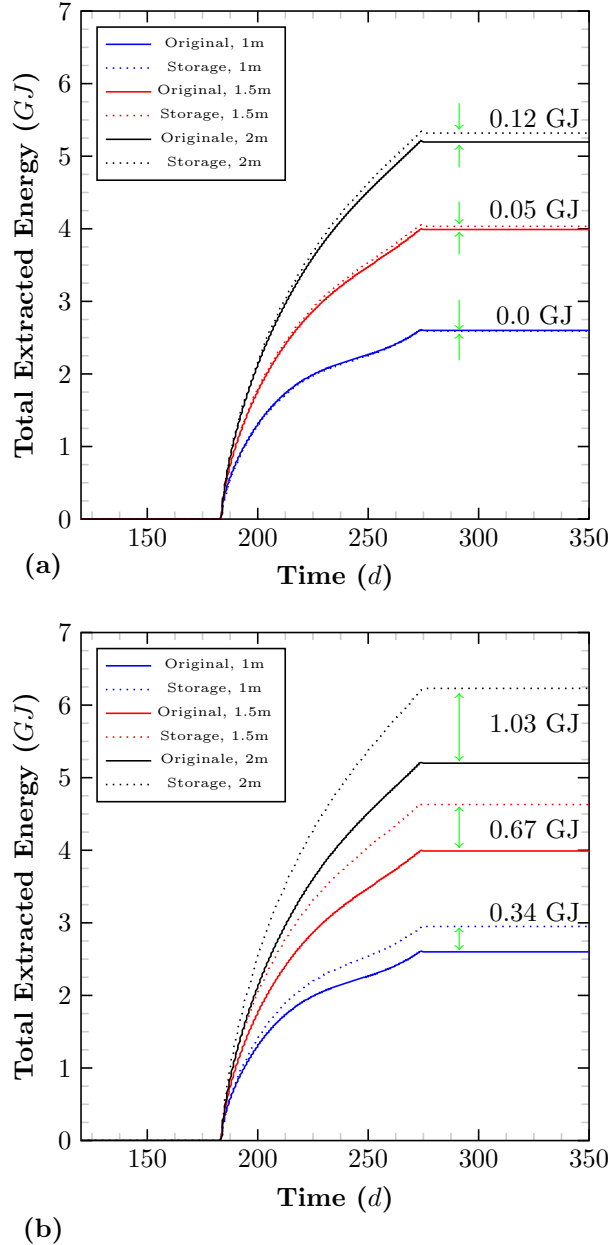 7
6
5
4
3
2
1
0
Total Extracted Energy (GJ)
Original, 1m
Storage, 1m
Original, 1.5m
Storage, 1.5m
Originale, 2m
Storage, 2m
0.12 GJ
0.05 GJ
0.0 GJ
150 200 250 300 350
Time (d)
(a)
7
6
5
4
3
2
1
0
Total Extracted Energy (GJ)
Original, 1m
Storage, 1m
Original, 1.5m
Storage, 1.5m
Originale, 2m
Storage, 2m
1.03 GJ
0.67 GJ
0.34 GJ
150 200 250 300 350
Time (d)
(b)